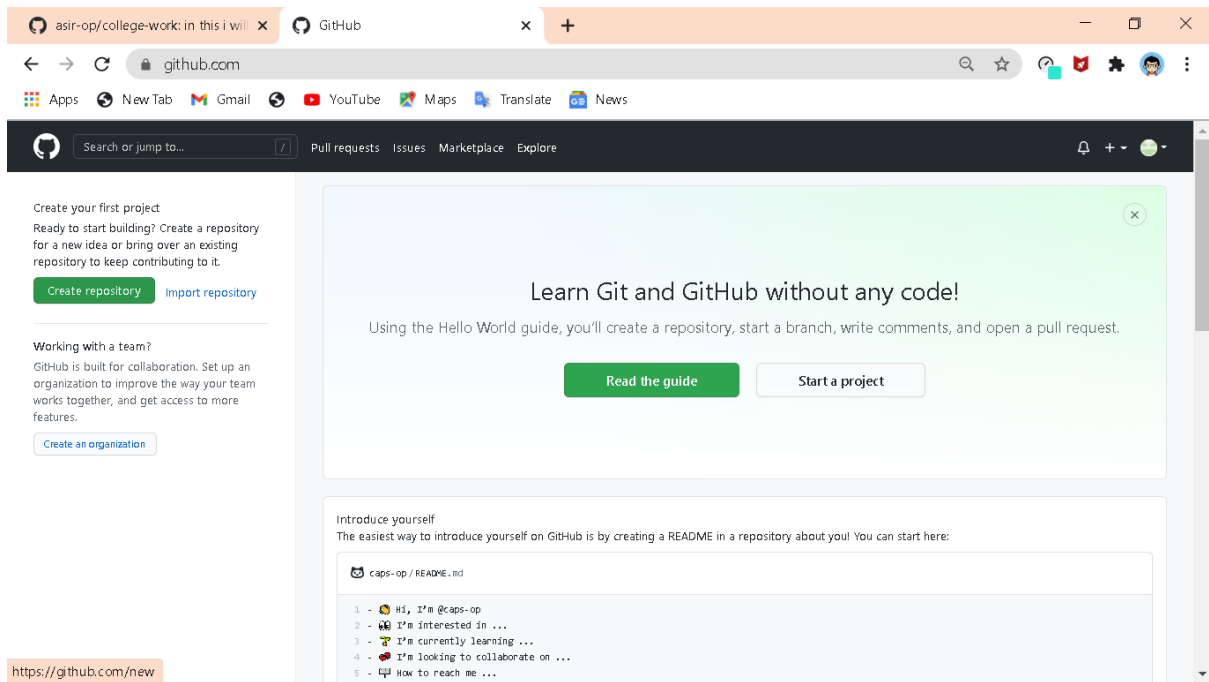 asir-op/college-work: in this i will
GitHub
github.com
Apps New Tab Gmail YouTube Maps Translate News
Search or jump to... / Pull requests Issues Marketplace Explore
Create your first project
Ready to start building? Create a repository
for a new idea or bring over an existing
repository to keep contributing to it.
Create repository Import repository
Working with a team?
GitHub is built for collaboration. Set up an
organization to improve the way your team
works together, and get access to more
features.
Create an organization
Learn Git and GitHub without any code!
Using the Hello World guide, you'll create a repository, start a branch, write comments, and open a pull request.
Read the guide Start a project
Introduce yourself
The easiest way to introduce yourself on GitHub is by creating a README in a repository about you! You can start here:
caps-op/README.md
1 - 👋 Hi, I'm @caps-op
2 - 👀 I'm interested in ...
3 - 🌱 I'm currently learning ...
4 - 💞️ I'm looking to collaborate on ...
5 - 📫 How to reach me ...
https://github.com/new